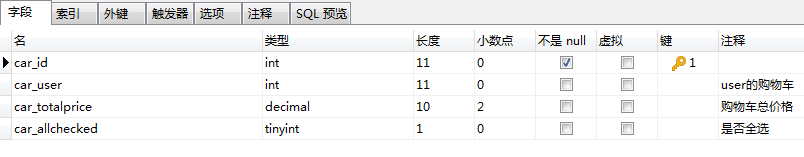 字段 索引 外键 触发器 选项 注释 SQL 预览
名 类型 长度 小数点 不是 null 虚拟 键 注释
car_id int 11 0 1
car_user int 11 0 user的购物车
car_totalprice decimal 10 2 购物车总价格
car_allchecked tinyint 1 0 是否全选